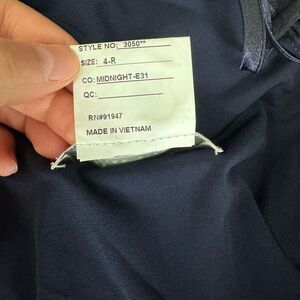 STYLE NO: 3050""
SIZE: 4-R
CO: MIDNIGHT-E31
QC:
RN#91947
MADE IN VIETNAM